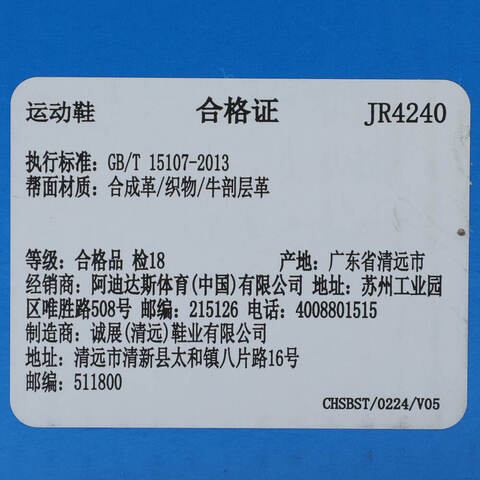 运动鞋 合格证 JR4240
执行标准: GB/T 15107-2013
帮面材质: 合成革/织物/牛剖层革
等级: 合格品 检18 产地: 广东省清远市
经销商: 阿迪达斯体育(中国)有限公司 地址: 苏州工业园
区唯胜路508号 邮编: 215126 电话: 4008801515
制造商: 诚展(清远)鞋业有限公司
地址: 清远市清新县太和镇八片路16号
邮编: 511800
CHSBST/0224/V05